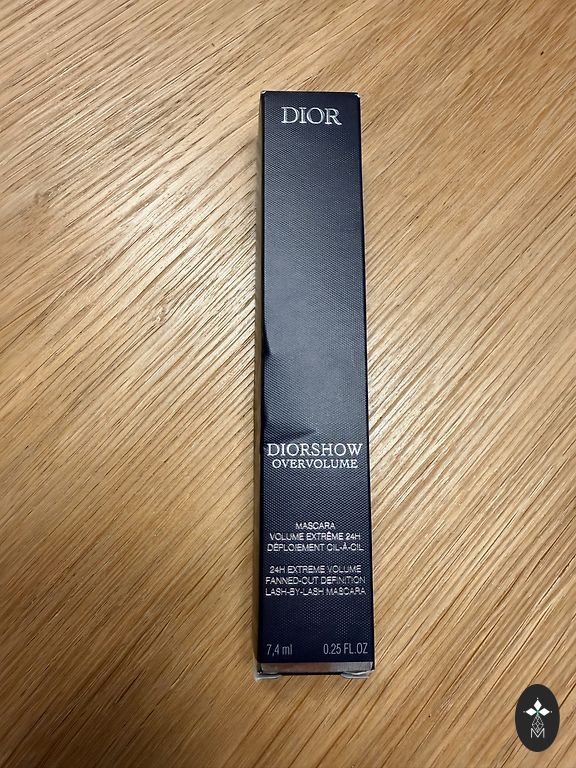 DIOR
DIORSHOW
OVERVOLUME
MASCARA
VOLUME EXTRÊME 24H
DÉPLOIEMENT CIL-À-CIL
24H EXTREME VOLUME
FANNED-OUT DEFINITION
LASH-BY-LASH MASCARA
7,4 ml 0.25 FL.OZ
M